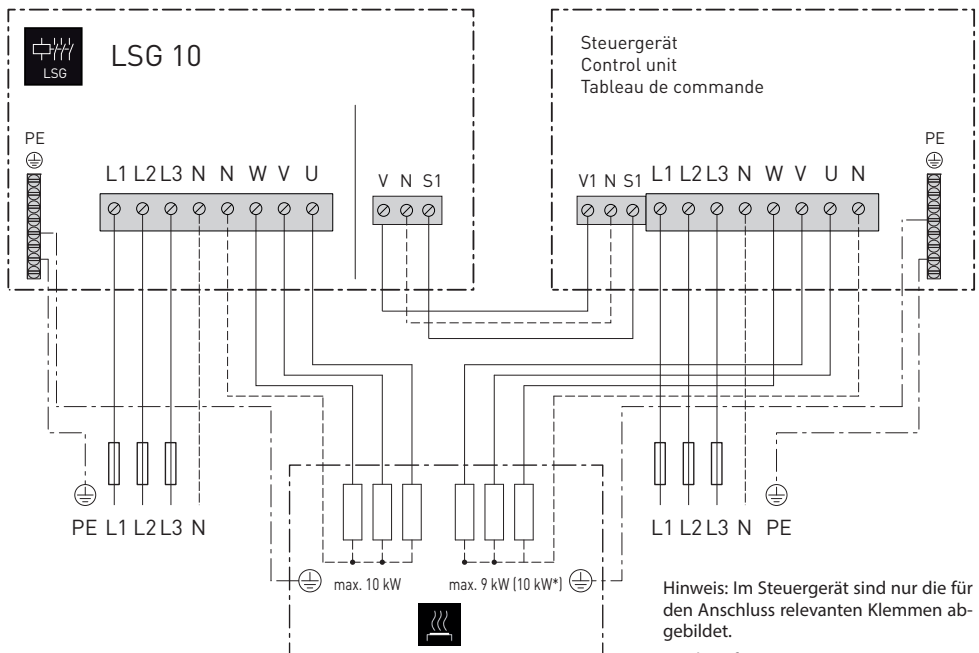 LSG 10
LSG
Steuergerät
Control unit
Tableau de commande
PE
PE
L1 L2 L3 N N W V U
V N S1
V1 N S1 L1 L2 L3 N W V U N
PE L1 L2 L3 N
L1 L2 L3 N PE
max. 10 kW
max. 9 kW (10 kW*)
Hinweis: Im Steuergerät sind nur die für
den Anschluss relevanten Klemmen ab-
gebildet.